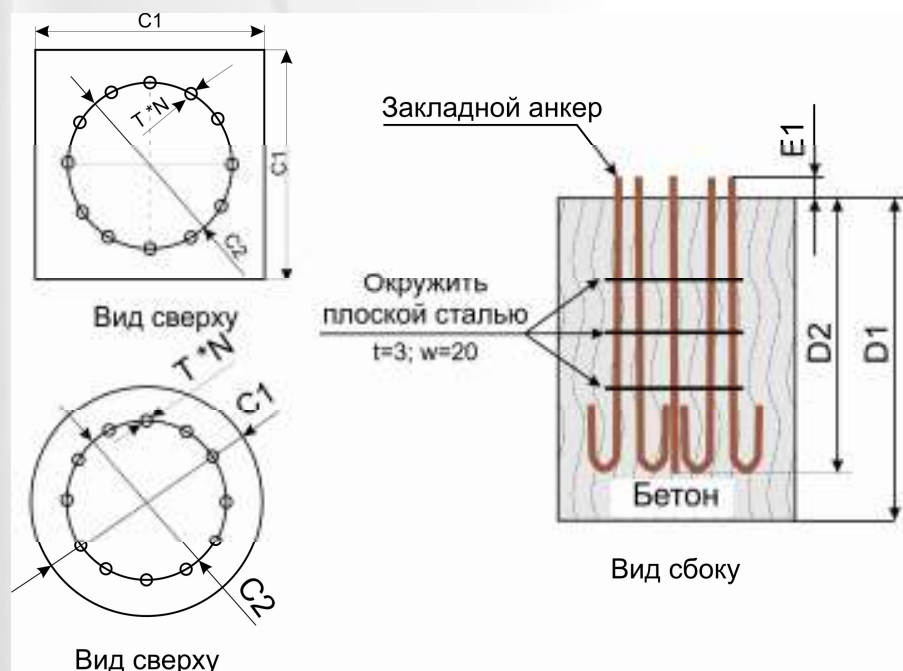 C1
T *N
C1
C2
Вид сверху
T *N
C1
C2
Вид сверху
Закладной анкер
E1
Окружить
плоской сталью
t=3; w=20
D2
D1
Бетон
Вид сбоку